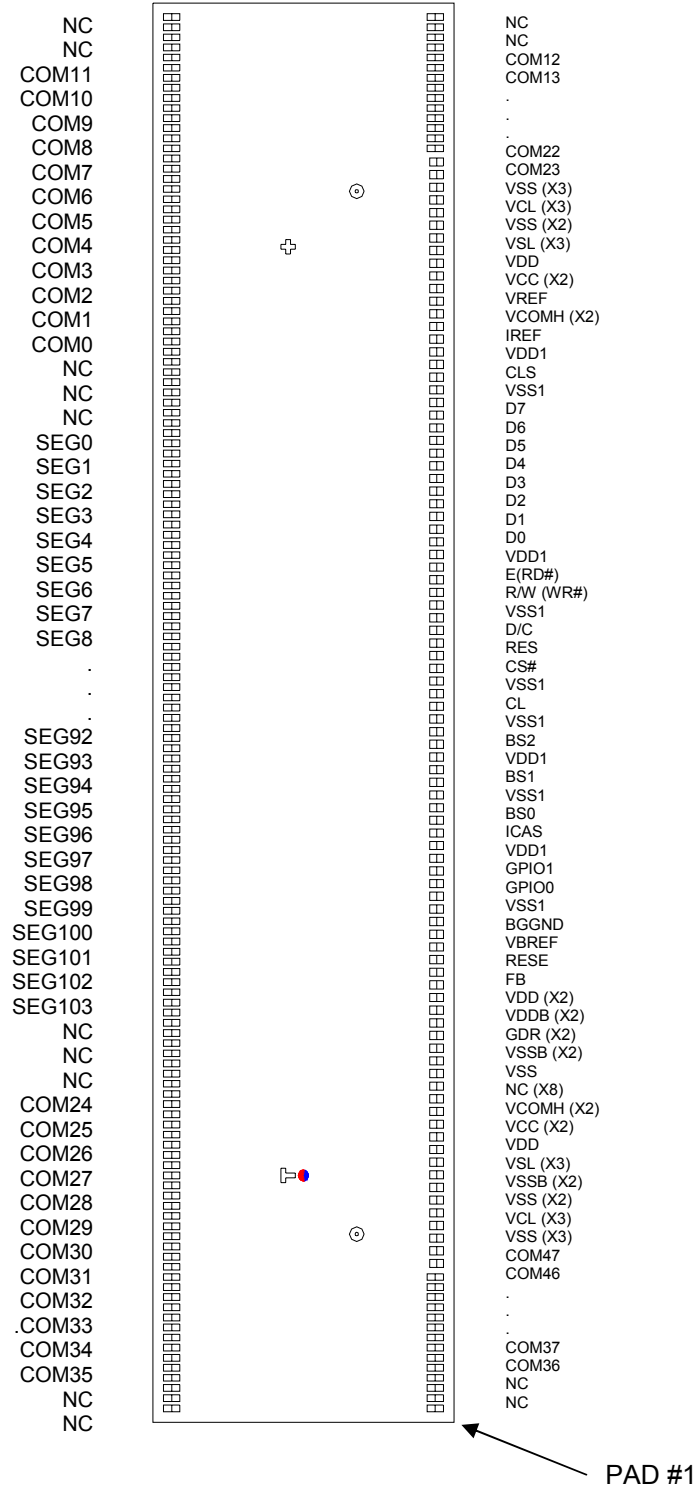 NC
NC
COM11
COM10
COM9
COM8
COM7
COM6
COM5
COM4
COM3
COM2
COM1
COM0
NC
NC
NC
SEG0
SEG1
SEG2
SEG3
SEG4
SEG5
SEG6
SEG7
SEG8
.
.
.
SEG92
SEG93
SEG94
SEG95
SEG96
SEG97
SEG98
SEG99
SEG100
SEG101
SEG102
SEG103
NC
NC
NC
COM24
COM25
COM26
COM27
COM28
COM29
COM30
COM31
COM32
.COM33
COM34
COM35
NC
NC
NC
NC
COM12
COM13
.
.
.
COM22
COM23
VSS (X3)
VCL (X3)
VSS (X2)
VSL (X3)
VDD
VCC (X2)
VREF
VCOMH (X2)
IREF
VDD1
CLS
VSS1
D7
D6
D5
D4
D3
D2
D1
D0
VDD1
E(RD#)
R/W (WR#)
VSS1
D/C
RES
CS#
VSS1
CL
VSS1
BS2
VDD1
BS1
VSS1
BS0
ICAS
VDD1
GPIO1
GPIO0
VSS1
BGGND
VBREF
RESE
FB
VDD (X2)
VDDB (X2)
GDR (X2)
VSSB (X2)
VSS
NC (X8)
VCOMH (X2)
VCC (X2)
VDD
VSL (X3)
VSSB (X2)
VSS (X2)
VCL (X3)
VSS (X3)
COM47
COM46
.
.
.
COM37
COM36
NC
NC
PAD #1